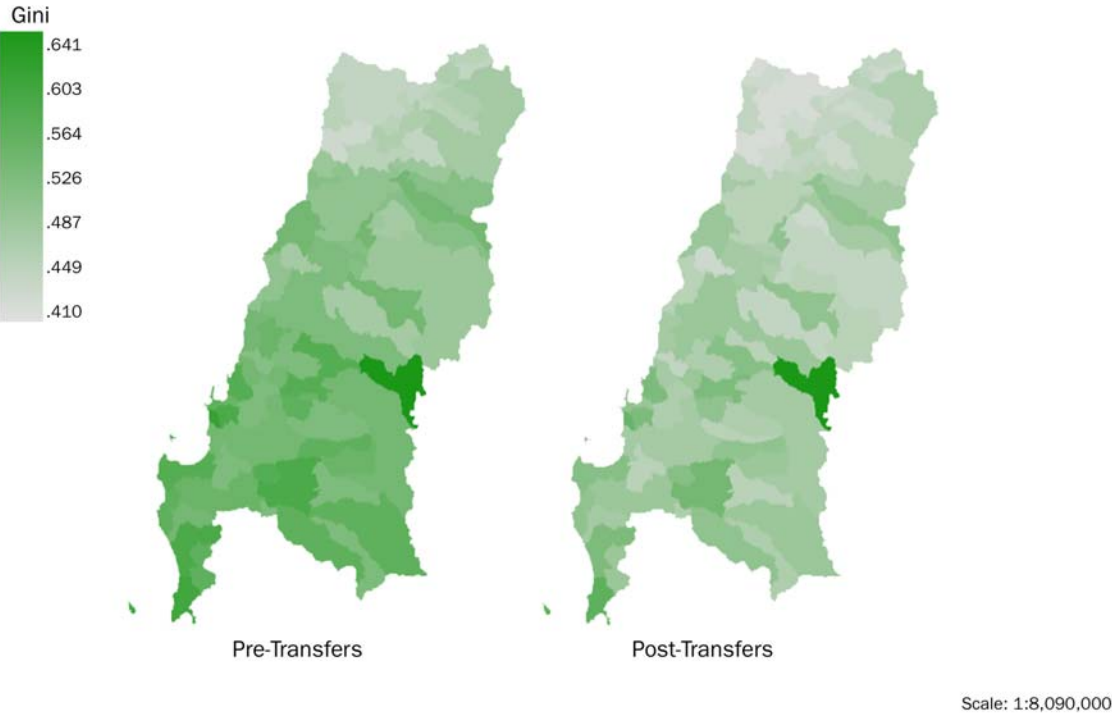 Gini
.641
.603
.564
.526
.487
.449
.410
Pre-Transfers
Post-Transfers
Scale: 1:8,090,000